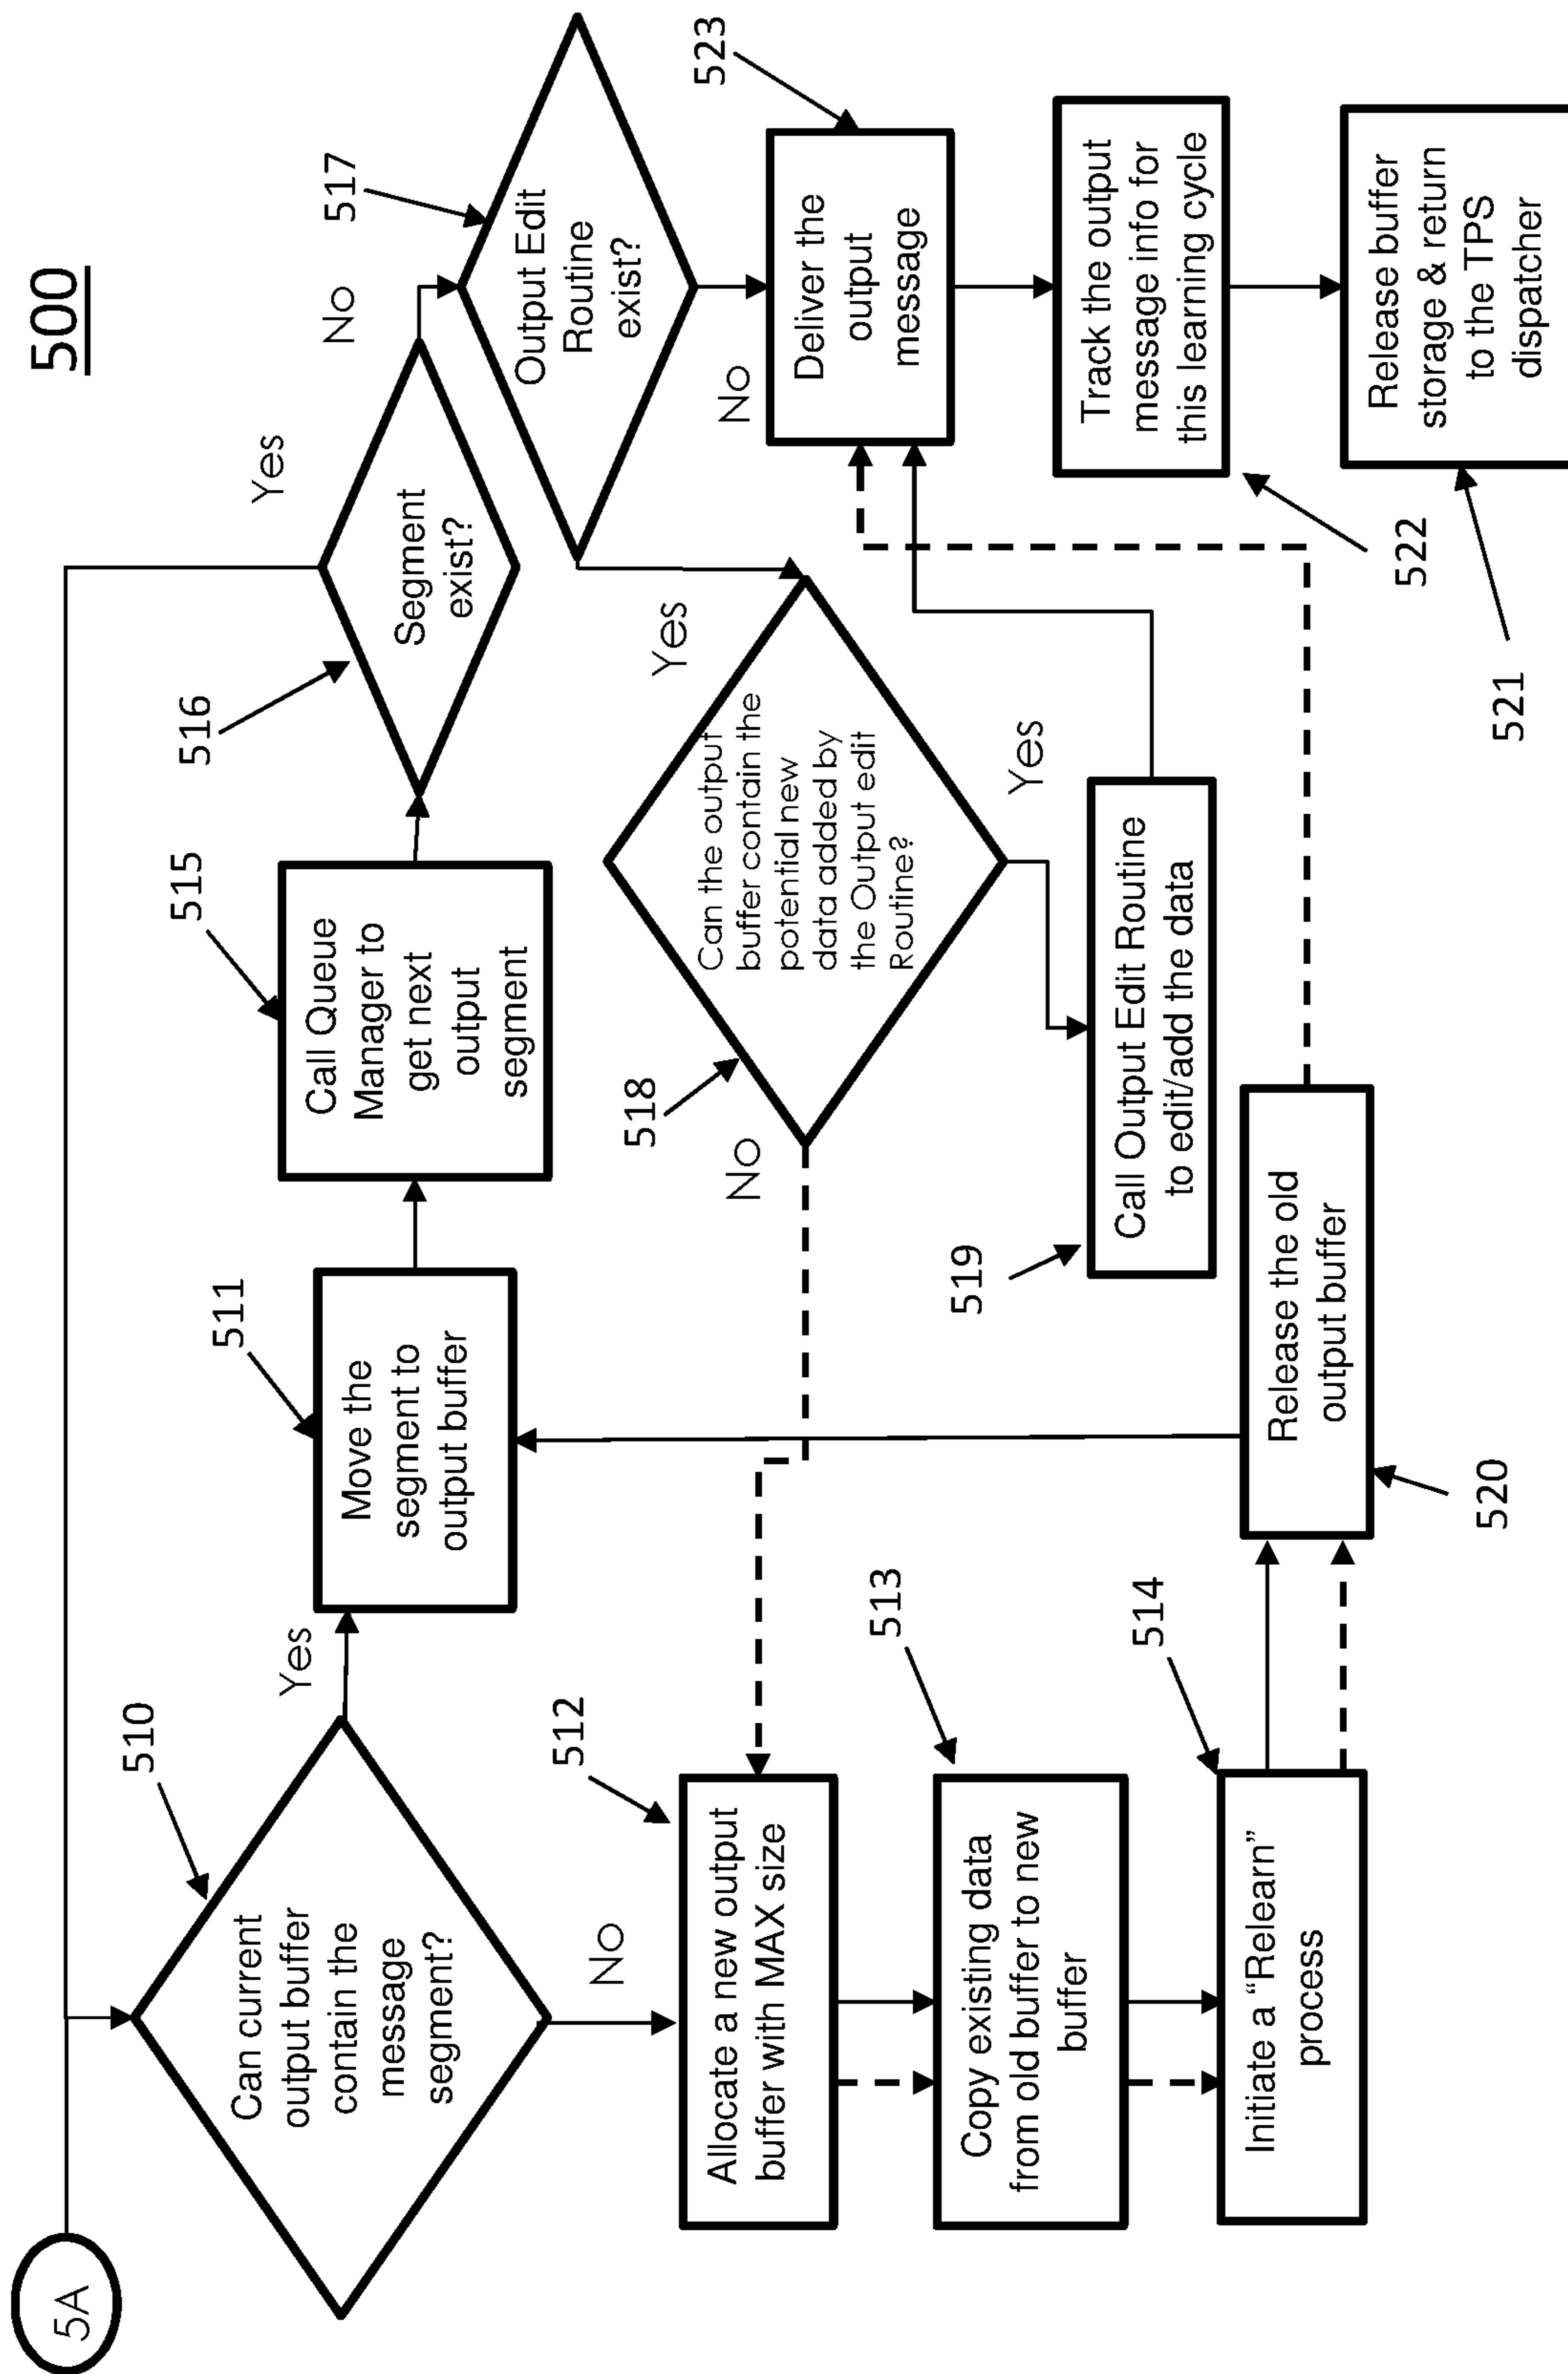 500
5A
510
Can current
output buffer
contain the
message
segment?
Yes
No
511
Move the
segment to
output buffer
515
Call Queue
Manager to
get next
output
segment
516
Segment
exist?
Yes
No
517
Output Edit
Routine
exist?
Yes
No
512
Allocate a new output
buffer with MAX size
513
Copy existing data
from old buffer to new
buffer
514
Initiate a “Relearn”
process
518
Can the output
buffer contain the
potential new
data added by
the Output edit
Routine?
No
Yes
519
Call Output Edit Routine
to edit/add the data
520
Release the old
output buffer
523
Deliver the
output
message
522
Track the output
message info for
this learning cycle
521
Release buffer
storage & return
to the TPS
dispatcher